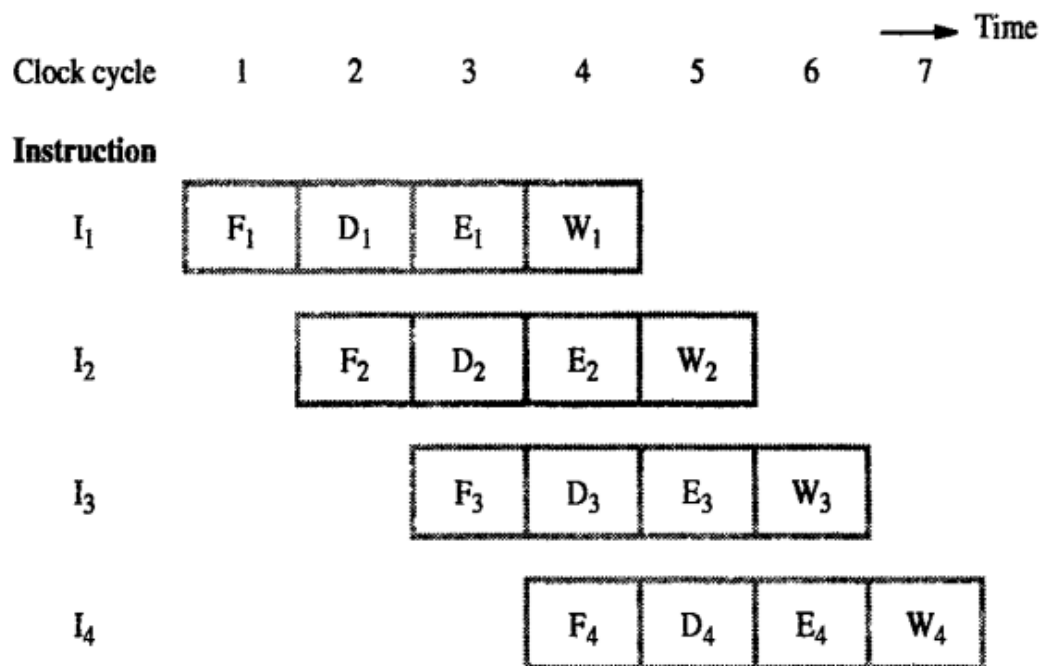 Time
Clock cycle 1 2 3 4 5 6 7
Instruction
I₁ F₁ D₁ E₁ W₁
I₂ F₂ D₂ E₂ W₂
I₃ F₃ D₃ E₃ W₃
I₄ F₄ D₄ E₄ W₄